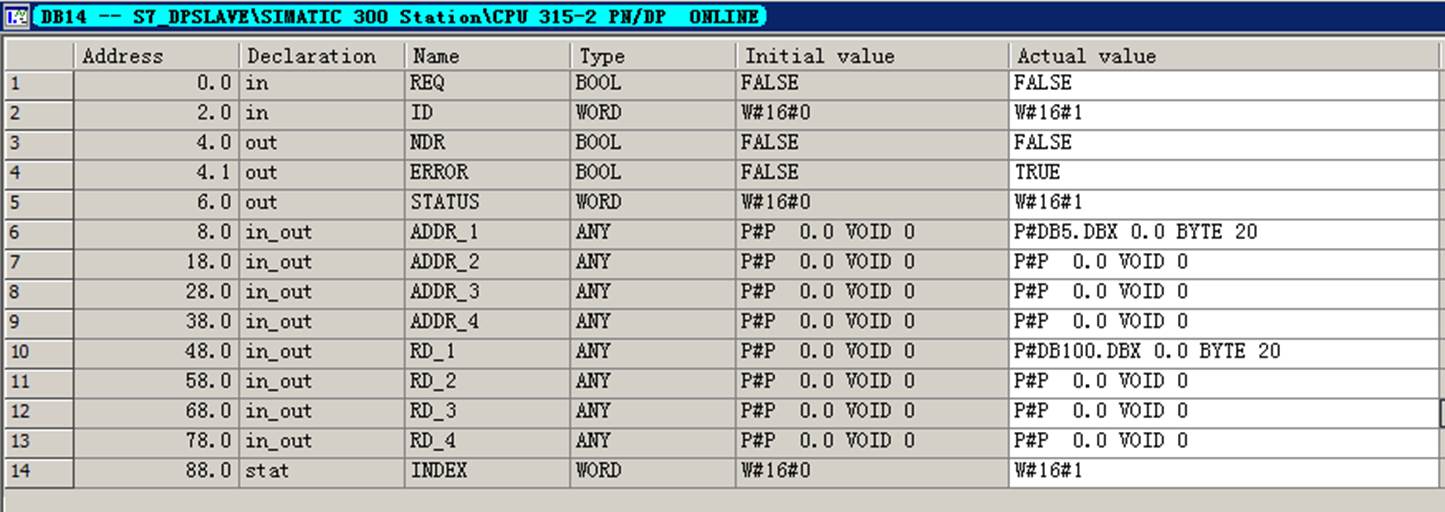 DB14 -- S7_DPSLAVE\SIMATIC 300 Station\CPU 315-2 PN/DP ONLINE
Address Declaration Name Type Initial value Actual value
1 0.0 in REQ BOOL FALSE FALSE
2 2.0 in ID WORD W#16#0 W#16#1
3 4.0 out NDR BOOL FALSE FALSE
4 4.1 out ERROR BOOL FALSE TRUE
5 6.0 out STATUS WORD W#16#0 W#16#1
6 8.0 in_out ADDR_1 ANY P#P 0.0 VOID 0 P#DB5.DBX 0.0 BYTE 20
7 18.0 in_out ADDR_2 ANY P#P 0.0 VOID 0 P#P 0.0 VOID 0
8 28.0 in_out ADDR_3 ANY P#P 0.0 VOID 0 P#P 0.0 VOID 0
9 38.0 in_out ADDR_4 ANY P#P 0.0 VOID 0 P#P 0.0 VOID 0
10 48.0 in_out RD_1 ANY P#P 0.0 VOID 0 P#DB100.DBX 0.0 BYTE 20
11 58.0 in_out RD_2 ANY P#P 0.0 VOID 0 P#P 0.0 VOID 0
12 68.0 in_out RD_3 ANY P#P 0.0 VOID 0 P#P 0.0 VOID 0
13 78.0 in_out RD_4 ANY P#P 0.0 VOID 0 P#P 0.0 VOID 0
14 88.0 stat INDEX WORD W#16#0 W#16#1